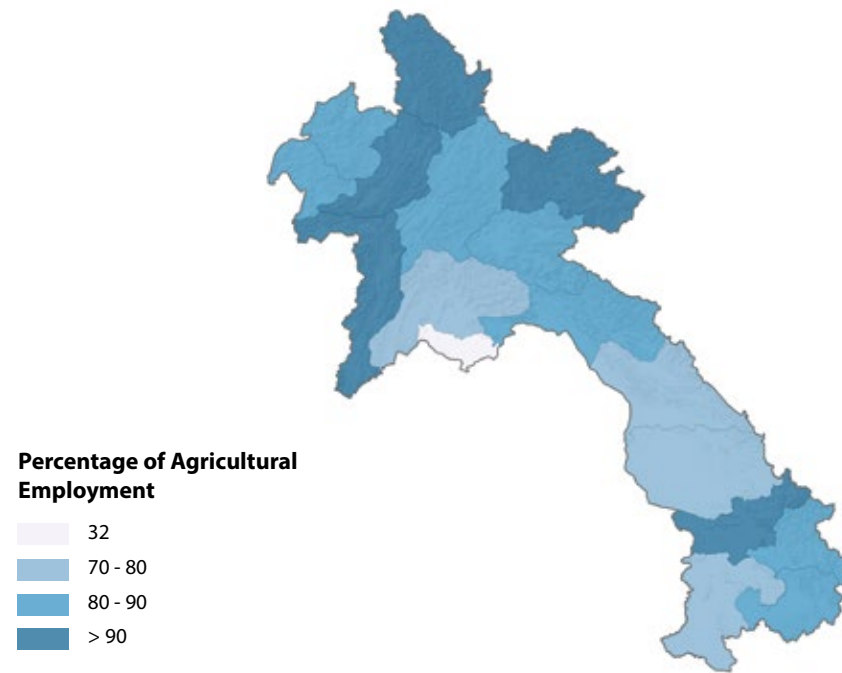 Percentage of Agricultural
Employment
32
70 - 80
80 - 90
> 90